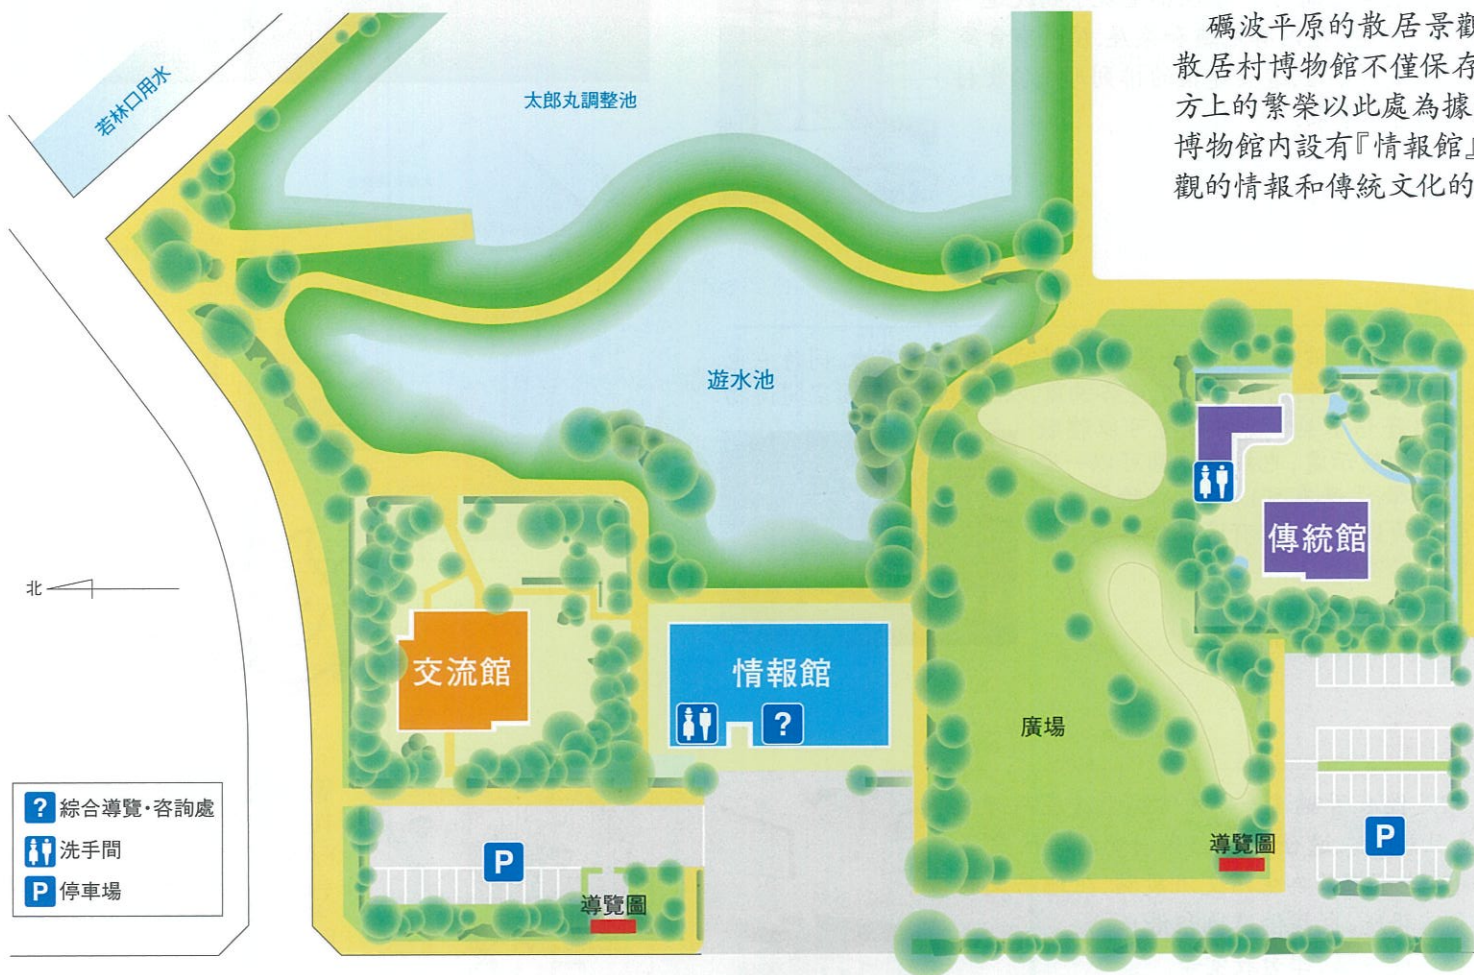 礪波平原的散居景觀
散居村博物館不僅保存
方上的繁榮以此處為據
博物館內設有『情報館』
觀的情報和傳統文化的
若林口用水
太郎丸調整池
遊水池
傳統館
北
交流館
情報館
?
廣場
? 綜合導覽・咨詢處
洗手間
P 停車場
P
導覽圖
導覽圖
P